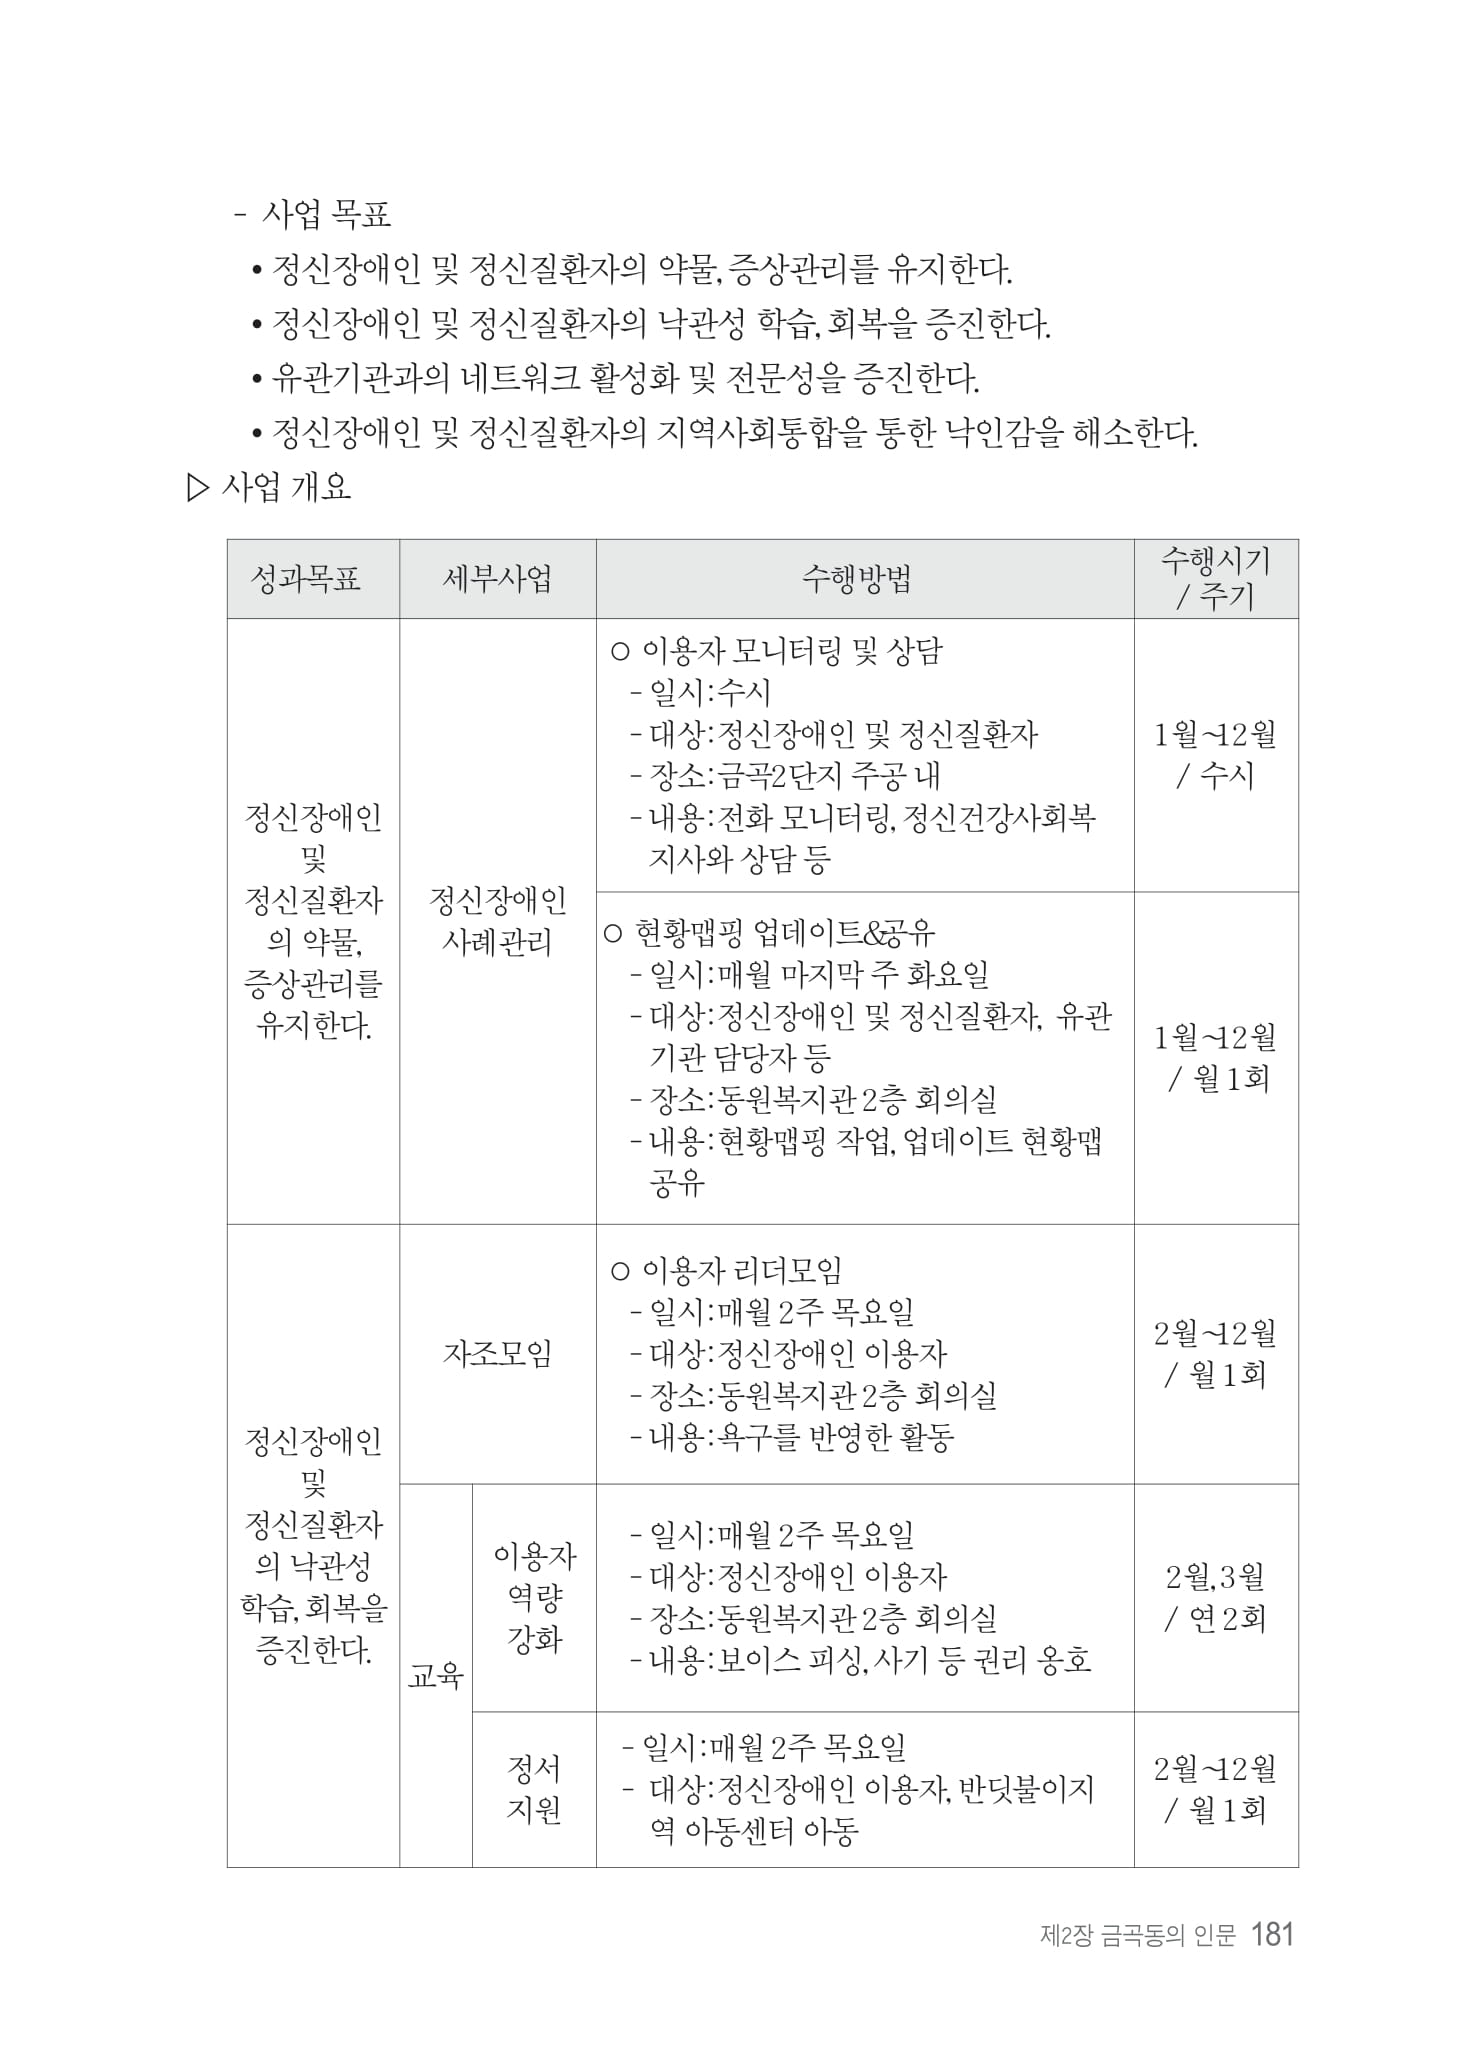 - 사업 목표
• 정신장애인 및 정신질환자의 약물, 증상관리를 유지한다.
• 정신장애인 및 정신질환자의 낙관성 학습, 회복을 증진한다.
• 유관기관과의 네트워크 활성화 및 전문성을 증진한다.
• 정신장애인 및 정신질환자의 지역사회통합을 통한 낙인감을 해소한다.
▷ 사업 개요
성과목표
세부사업
수행방법
수행시기
/ 주기
정신장애인
및
정신질환자
의 약물,
증상관리를
유지한다.
정신장애인
사례관리
○ 이용자 모니터링 및 상담
- 일시:수시
- 대상:정신장애인 및 정신질환자
- 장소:금곡2단지 주공 내
- 내용:전화 모니터링, 정신건강사회복
지사와 상담 등
1월~12월
/ 수시
○ 현황맵핑 업데이트&공유
- 일시:매월 마지막 주 화요일
- 대상:정신장애인 및 정신질환자, 유관
기관 담당자 등
- 장소:동원복지관 2층 회의실
- 내용:현황맵핑 작업, 업데이트 현황맵
공유
1월~12월
/ 월 1회
정신장애인
및
정신질환자
의 낙관성
학습, 회복을
증진한다.
자조모임
○ 이용자 리더모임
- 일시:매월 2주 목요일
- 대상:정신장애인 이용자
- 장소:동원복지관 2층 회의실
- 내용:욕구를 반영한 활동
2월~12월
/ 월 1회
교육
이용자
역량
강화
- 일시:매월 2주 목요일
- 대상:정신장애인 이용자
- 장소:동원복지관 2층 회의실
- 내용:보이스 피싱, 사기 등 권리 옹호
2월, 3월
/ 연 2회
정서
지원
- 일시:매월 2주 목요일
- 대상:정신장애인 이용자, 반딧불이지
역 아동센터 아동
2월~12월
/ 월 1회
제2장 금곡동의 인문 181